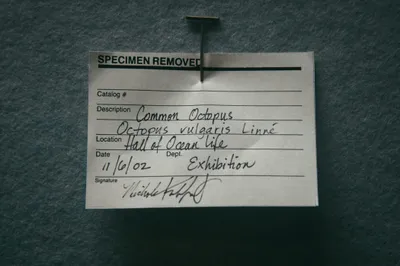 SPECIMEN REMOVED
Catalog #
Description Common Octopus
Octopus vulgaris Linné
Location Hall of Ocean Life
Date 11/6/02 Dept. Exhibition
Signature